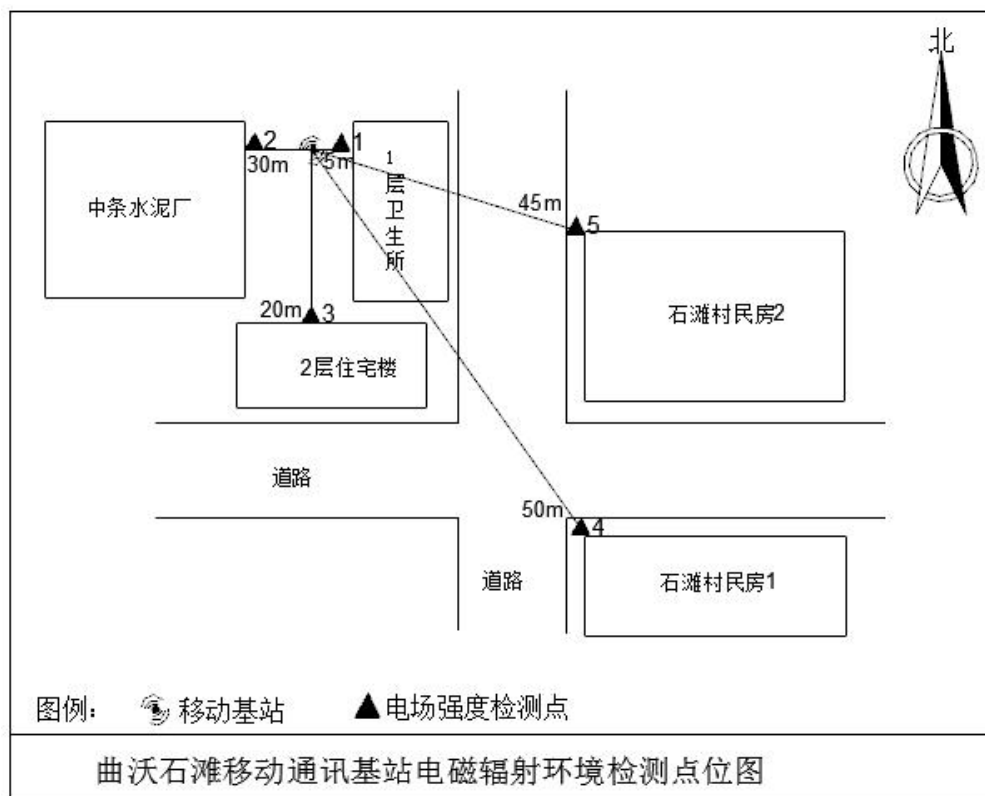 北
2
1
30m
5m
1层卫生所
中条水泥厂
45m
5
20m
3
石滩村民房2
2层住宅楼
道路
50m
4
道路
石滩村民房1
图例：
移动基站
电场强度检测点
曲沃石滩移动通讯基站电磁辐射环境检测点位图